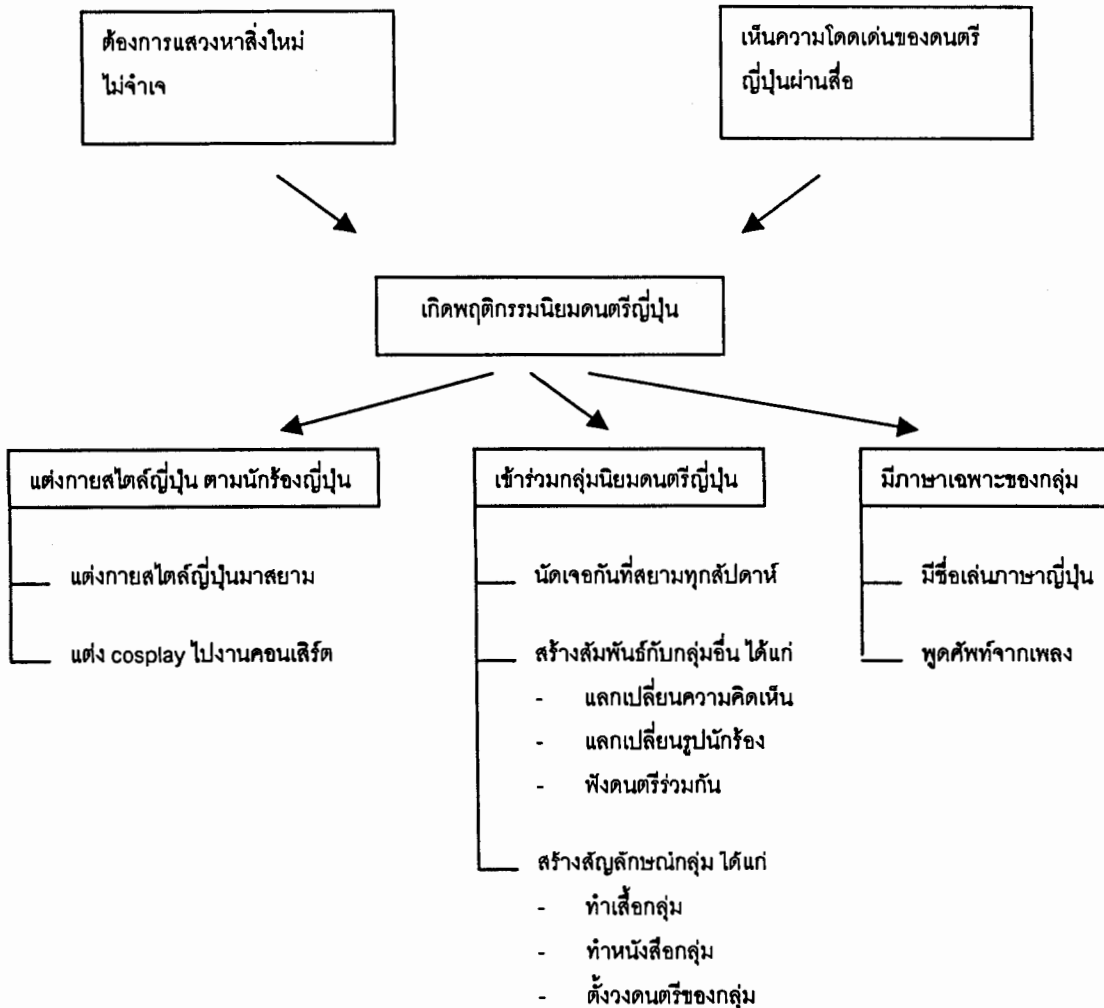 ต้องการแสวงหาสิ่งใหม่
ไม่จำเจ
เห็นความโดดเด่นของดนตรี
ญี่ปุ่นผ่านสื่อ
เกิดพฤติกรรมนิยมดนตรีญี่ปุ่น
แต่งกายสไตล์ญี่ปุ่น ตามนักร้องญี่ปุ่น
แต่งกายสไตล์ญี่ปุ่นมาสยาม
แต่ง cosplay ไปงานคอนเสิร์ต
เข้าร่วมกลุ่มนิยมดนตรีญี่ปุ่น
นัดเจอกันที่สยามทุกสัปดาห์
สร้างสัมพันธ์กับกลุ่มอื่น ได้แก่
- แลกเปลี่ยนความคิดเห็น
- แลกเปลี่ยนรูปนักร้อง
- ฟังดนตรีร่วมกัน
สร้างสัญลักษณ์กลุ่ม ได้แก่
- ทำเสื้อกลุ่ม
- ทำหนังสือกลุ่ม
- ตั้งวงดนตรีของกลุ่ม
มีภาษาเฉพาะของกลุ่ม
มีชื่อเล่นภาษาญี่ปุ่น
พูดศัพท์จากเพลง